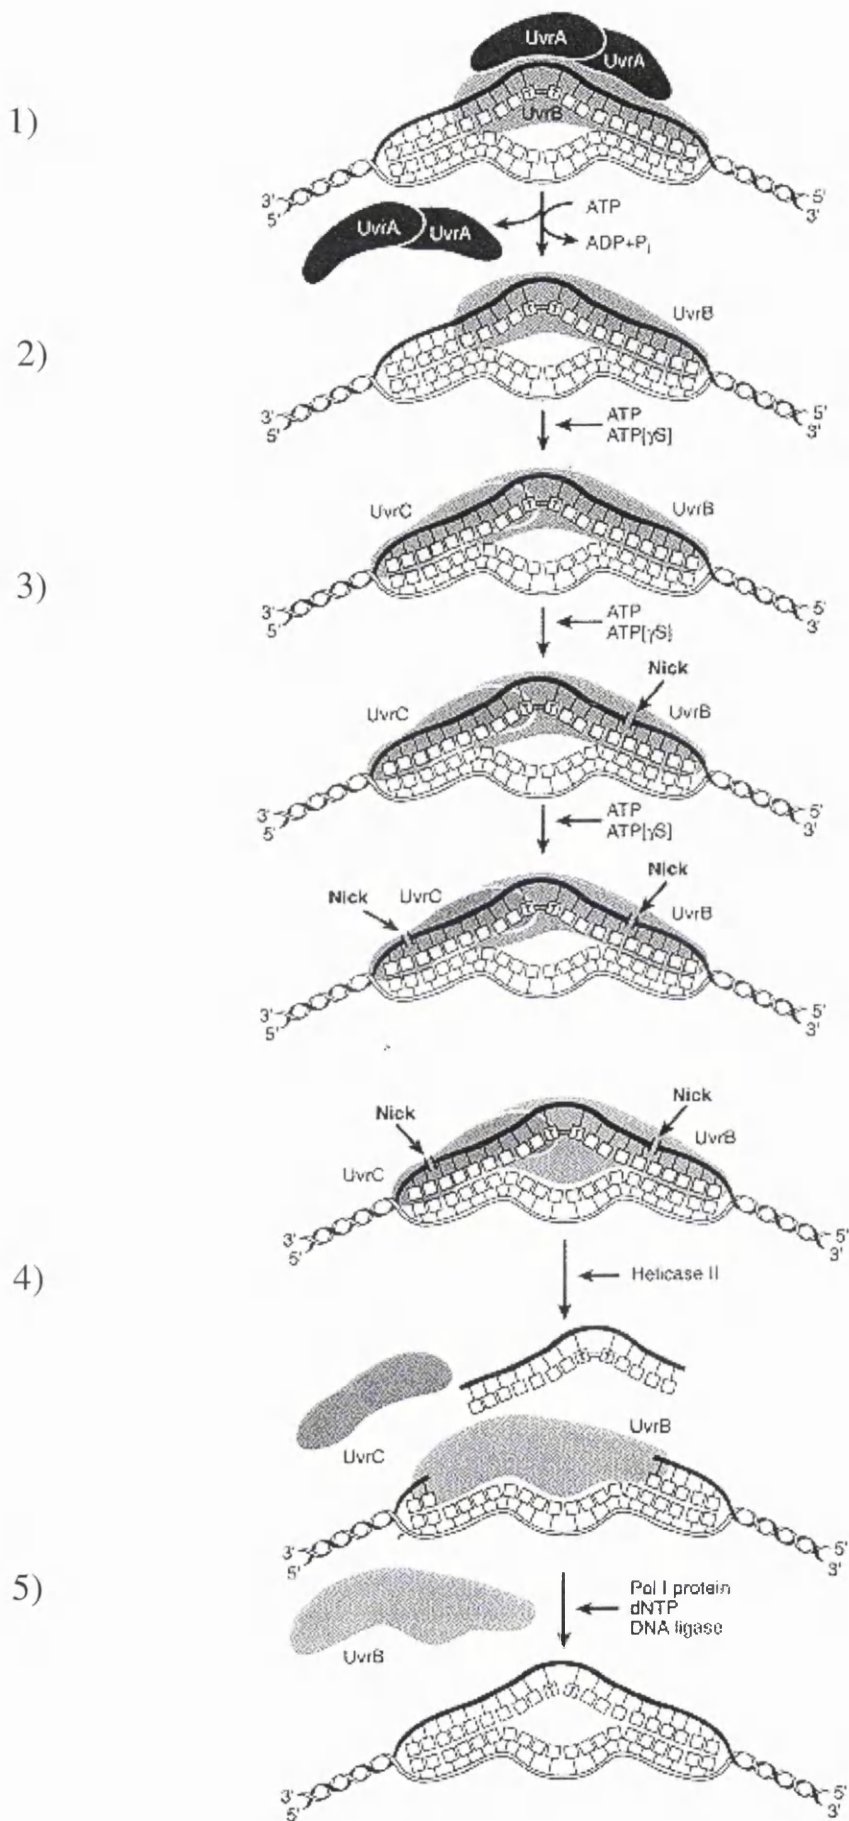 UvrA
UvrA
1)
UvrB
3'
5'
5'
3'
UvrA
UvrA
ATP
ADP+Pi
UvrB
2)
3'
5'
5'
3'
ATP
ATP[γS]
UvrC
UvrB
T
T
3)
3'
5'
5'
3'
ATP
ATP[γS]
Nick
UvrC
UvrB
T
T
3'
5'
5'
3'
ATP
ATP[γS]
Nick
Nick
UvrC
UvrB
T
T
3'
5'
5'
3'
Nick
Nick
UvrC
UvrB
T
T
3'
5'
5'
3'
4)
Helicase II
T
T
UvrC
UvrB
3'
5'
5'
3'
5)
Pol I protein
dNTP
DNA ligase
UvrB
T
T
3'
5'
5'
3'